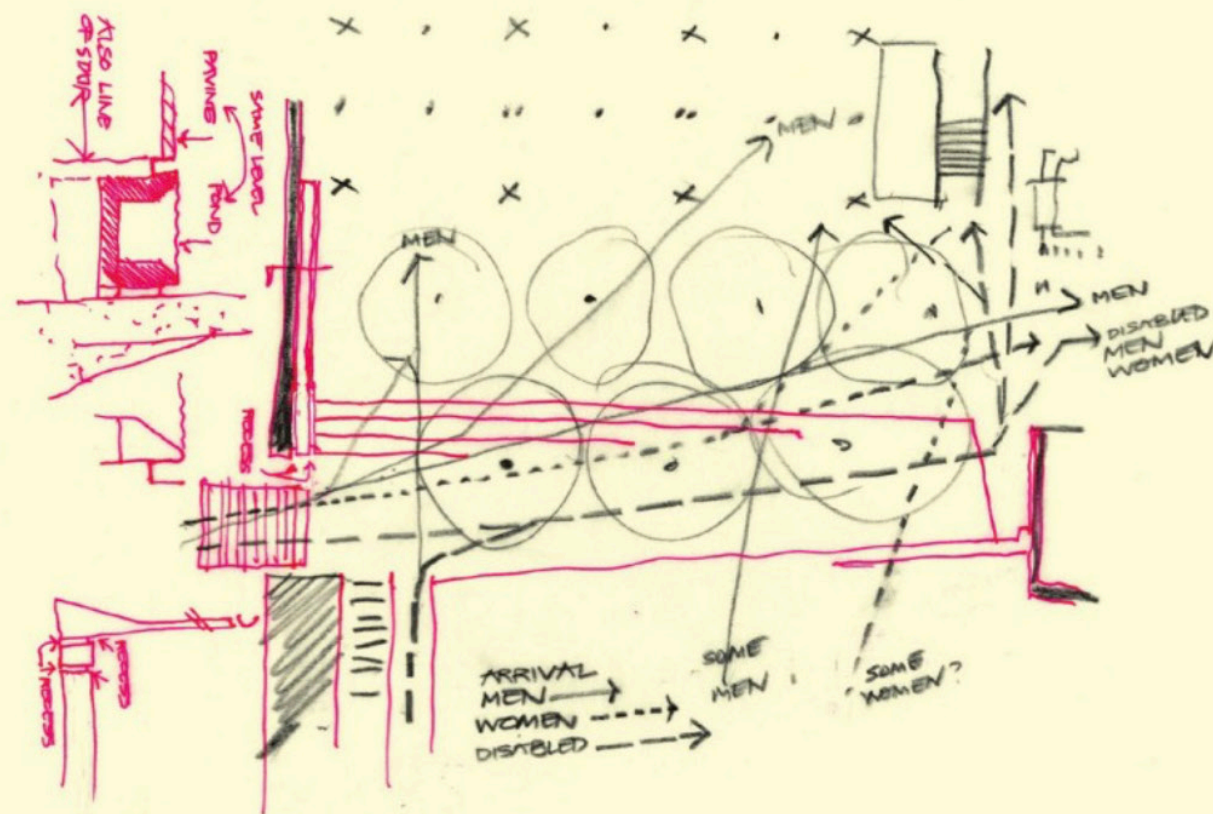 ALSO LINE
OF STAIR
PAVING
SAME LEVEL
POND
MEN
MEN
MEN
DISABLED
MEN
WOMEN
RECESS
RECESS
RECESS
ARRIVAL
MEN
WOMEN
DISABLED
SOME
MEN
SOME
WOMEN?